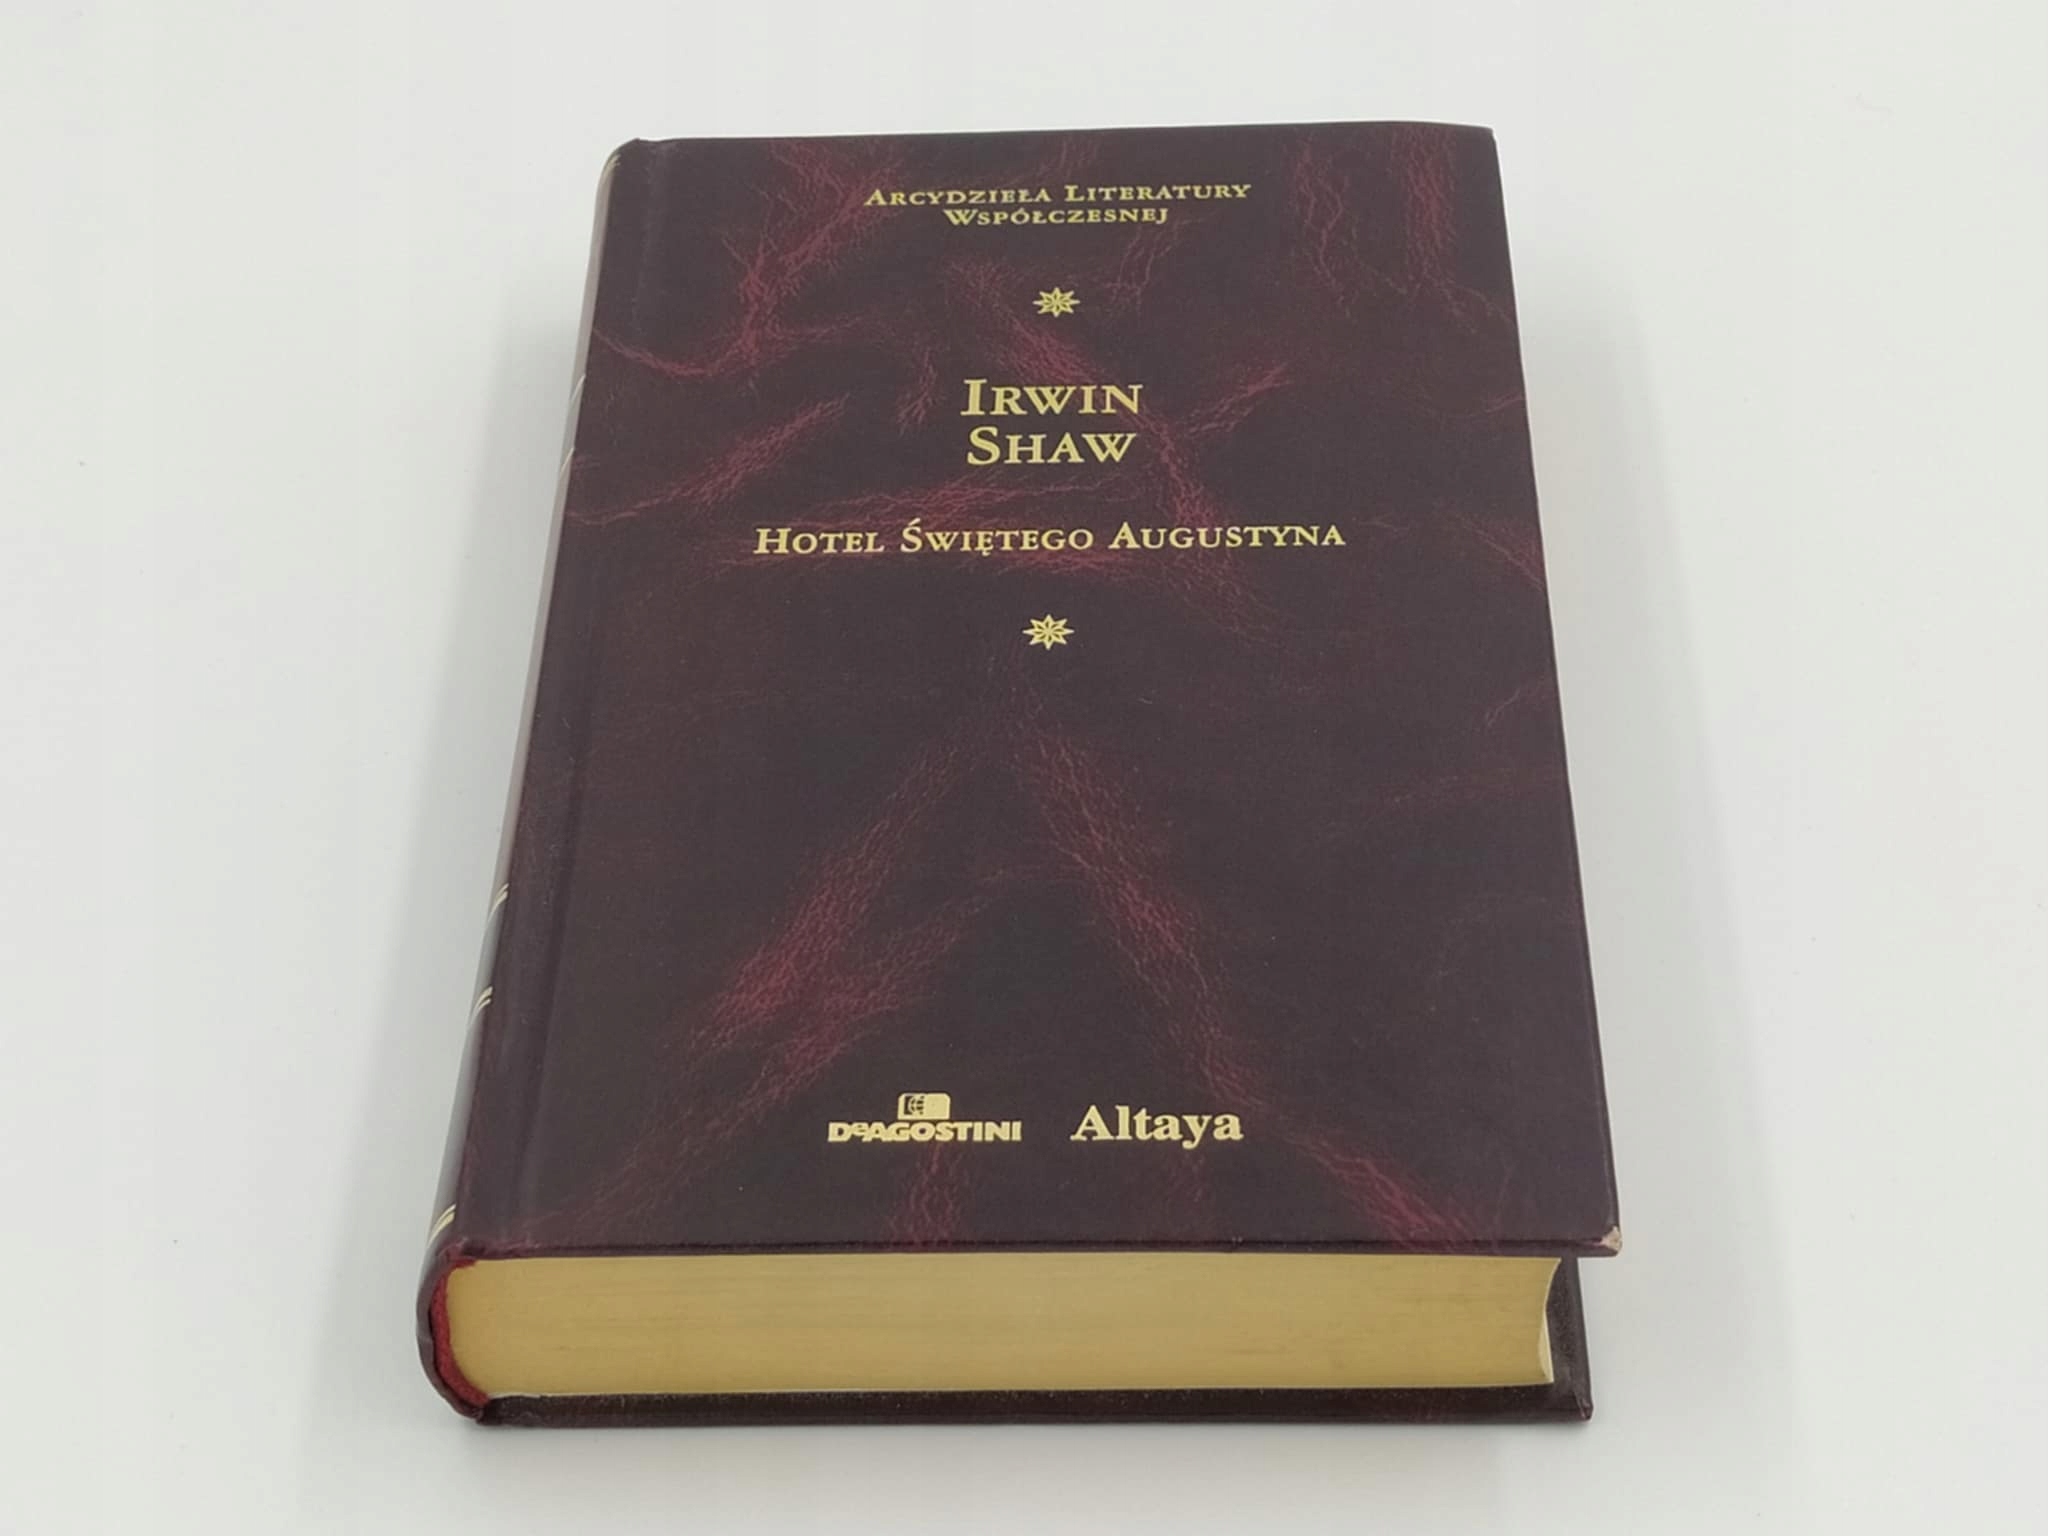 Arcydzieła Literatury
Współczesnej
Irwin
Shaw
Hotel Świętego Augustyna
DeAGOSTINI Altaya